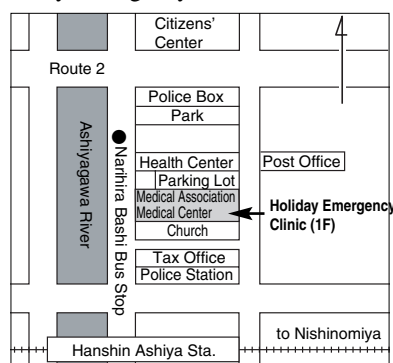 Citizens'
Center
Route 2
Police Box
Park
Ashiyagawa River
Narihira Bashi Bus Stop
Health Center
Post Office
Parking Lot
Medical Association
Medical Center
Holiday Emergency
Clinic (1F)
Church
Tax Office
Police Station
to Nishinomiya
Hanshin Ashiya Sta.